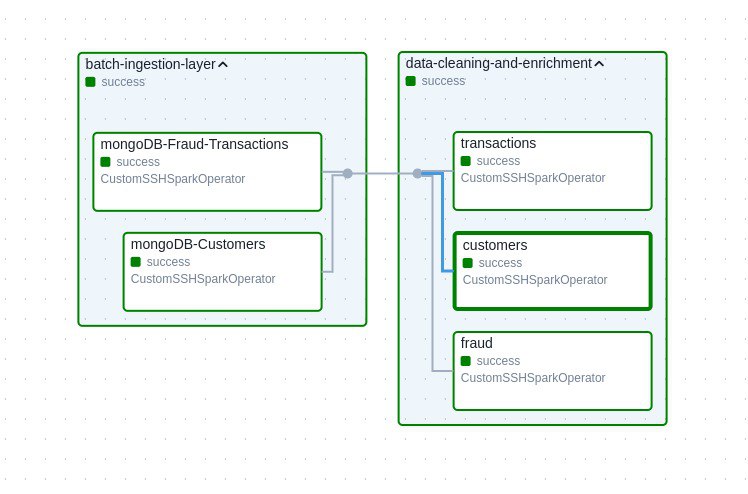 batch-ingestion-layer
success
mongoDB-Fraud-Transactions
success
CustomSSHSparkOperator
mongoDB-Customers
success
CustomSSHSparkOperator
data-cleaning-and-enrichment
success
transactions
success
CustomSSHSparkOperator
customers
success
CustomSSHSparkOperator
fraud
success
CustomSSHSparkOperator